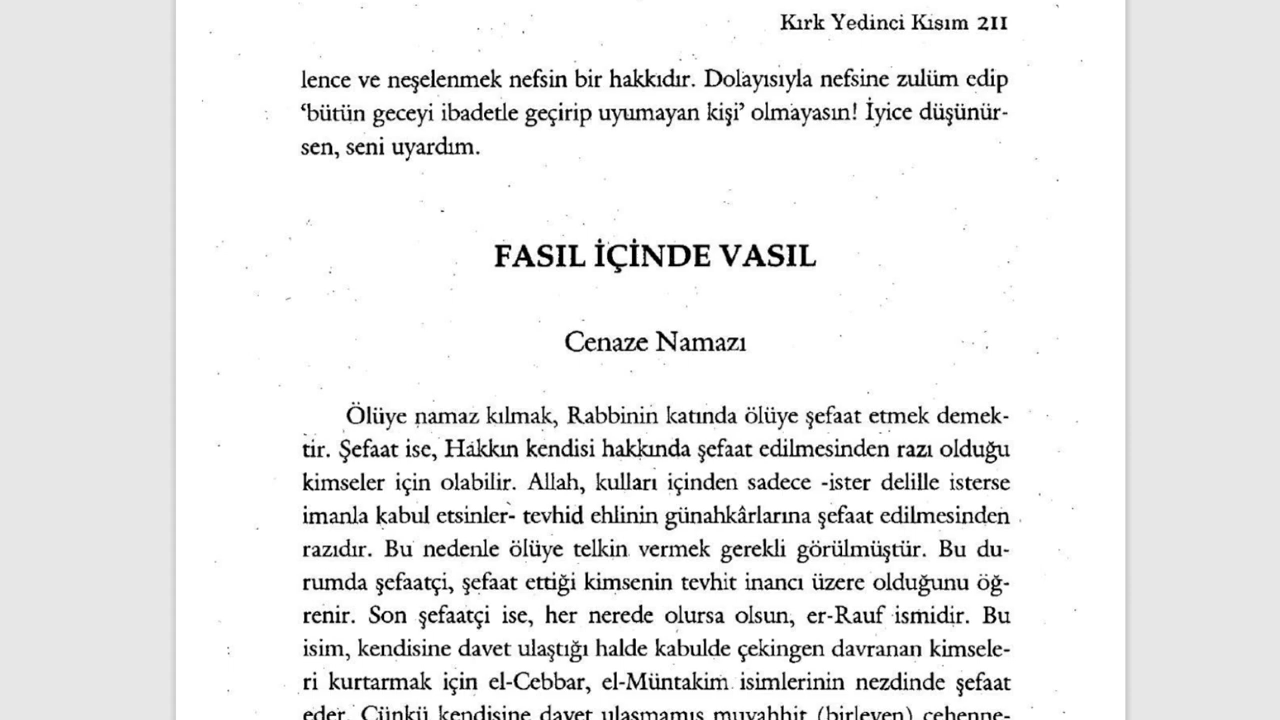 Kırk Yedinci Kısım 211
lence ve neşelenmek nefsin bir hakkıdır. Dolayısıyla nefsine zulüm edip
‘bütün geceyi ibadetle geçirip uyumayan kişi’ olmayasın! İyice düşünür-
sen, seni uyardım.
FASIL İÇİNDE VASIL
Cenaze Namazı
Ölüye namaz kılmak, Rabbinin katında ölüye şefaat etmek demek-
tir. Şefaat ise, Hakkın kendisi hakkında şefaat edilmesinden razı olduğu
kimseler için olabilir. Allah, kulları içinden sadece -ister delille isterse
imanla kabul etsinler- tevhid ehlinin günahkârlarına şefaat edilmesinden
razıdır. Bu nedenle ölüye telkin vermek gerekli görülmüştür. Bu du-
rumda şefaatçi, şefaat ettiği kimsenin tevhit inancı üzere olduğunu öğ-
renir. Son şefaatçi ise, her nerede olursa olsun, er-Rauf ismidir. Bu
isim, kendisine davet ulaştığı halde kabulde çekingen davranan kimsele-
ri kurtarmak için el-Cebbar, el-Müntakim isimlerinin nezdinde şefaat
eder. Çünkü kendisine davet ulaşmamış muvahhit (birleyen) cehenne-